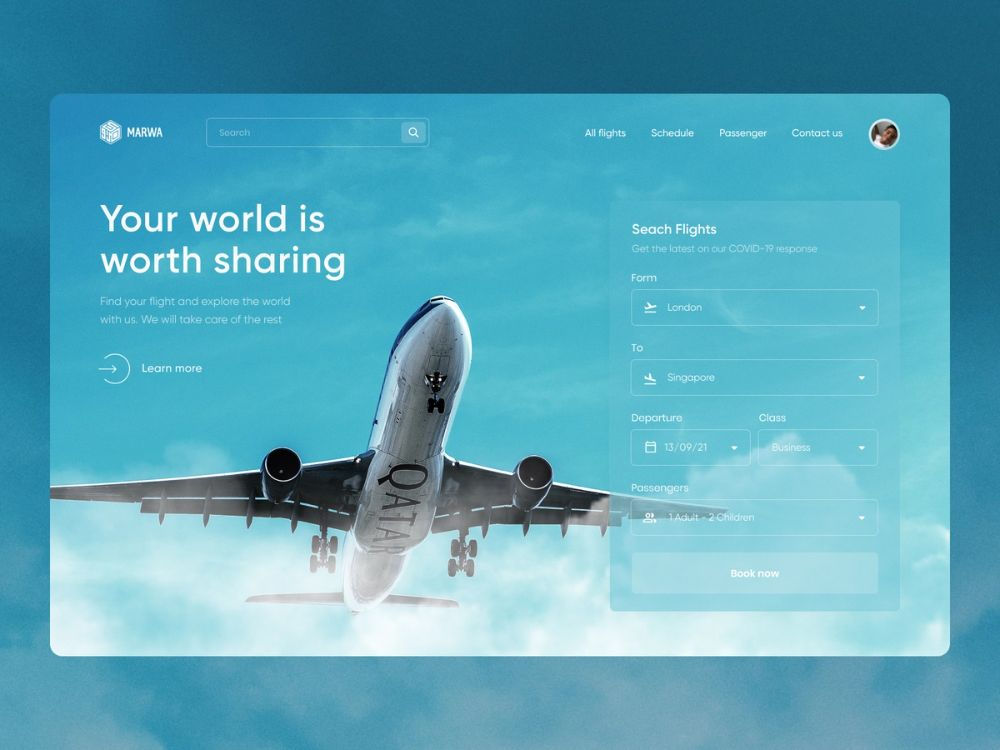 MARWA
Search
All flights
Schedule
Passenger
Contact us
Your world is
worth sharing
Find your flight and explore the world
with us. We will take care of the rest
Learn more
QATAR
Seach Flights
Get the latest on our COVID-19 response
Form
London
To
Singapore
Departure
Class
13/09/21
Business
Passengers
1 Adult - 2 Children
Book now